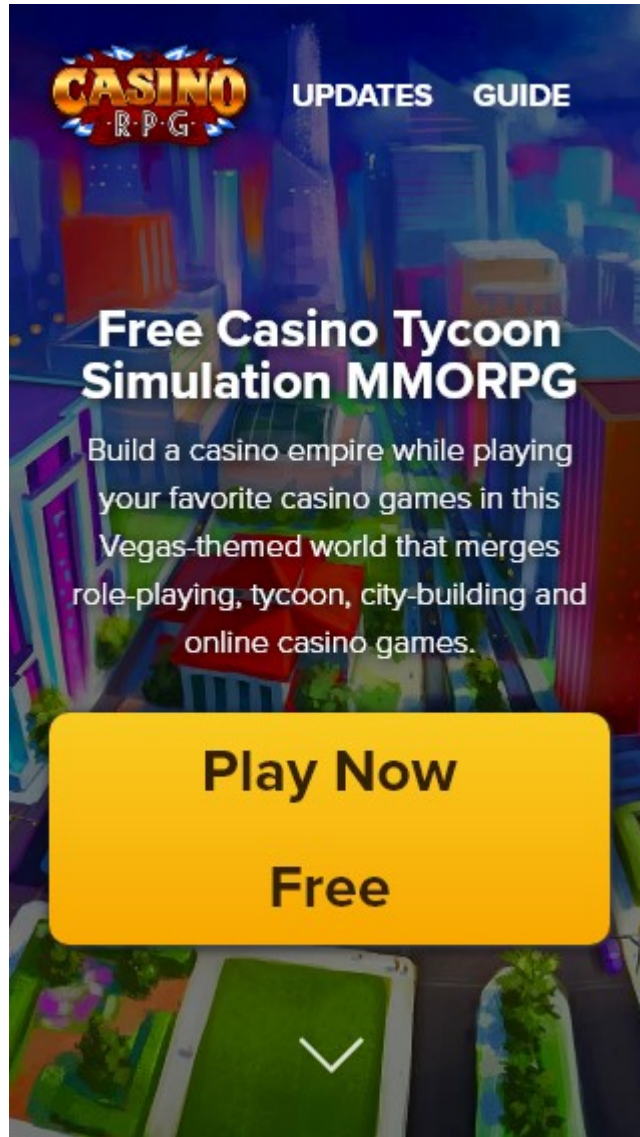 CASINO
R·P·G
UPDATES GUIDE
Free Casino Tycoon
Simulation MMORPG
Build a casino empire while playing
your favorite casino games in this
Vegas-themed world that merges
role-playing, tycoon, city-building and
online casino games.
Play Now
Free